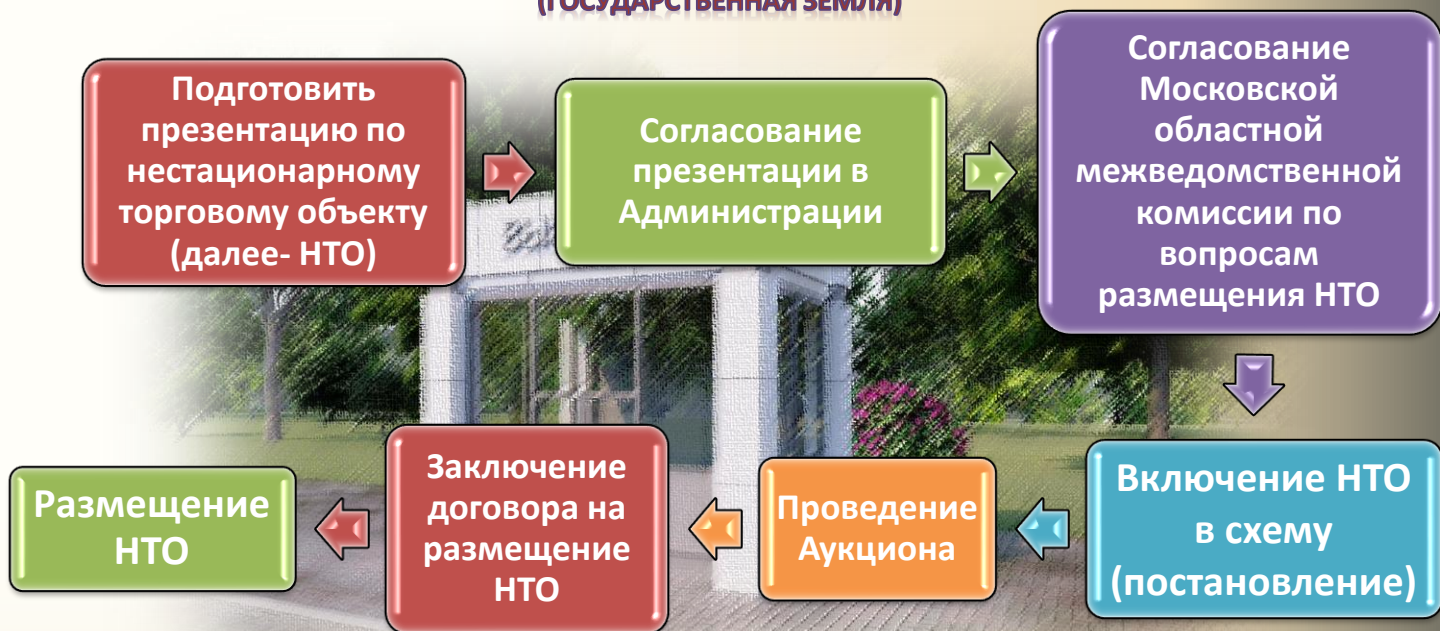 (ГОСУДАРСТВЕННАЯ ЗЕМЛЯ)
Подготовить
презентацию по
нестационарному
торговому объекту
(далее- НТО)
Согласование
презентации в
Администрации
Согласование
Московской
областной
межведомственной
комиссии по
вопросам
размещения НТО
Включение НТО
в схему
(постановление)
Проведение
Аукциона
Заключение
договора на
размещение
НТО
Размещение
НТО